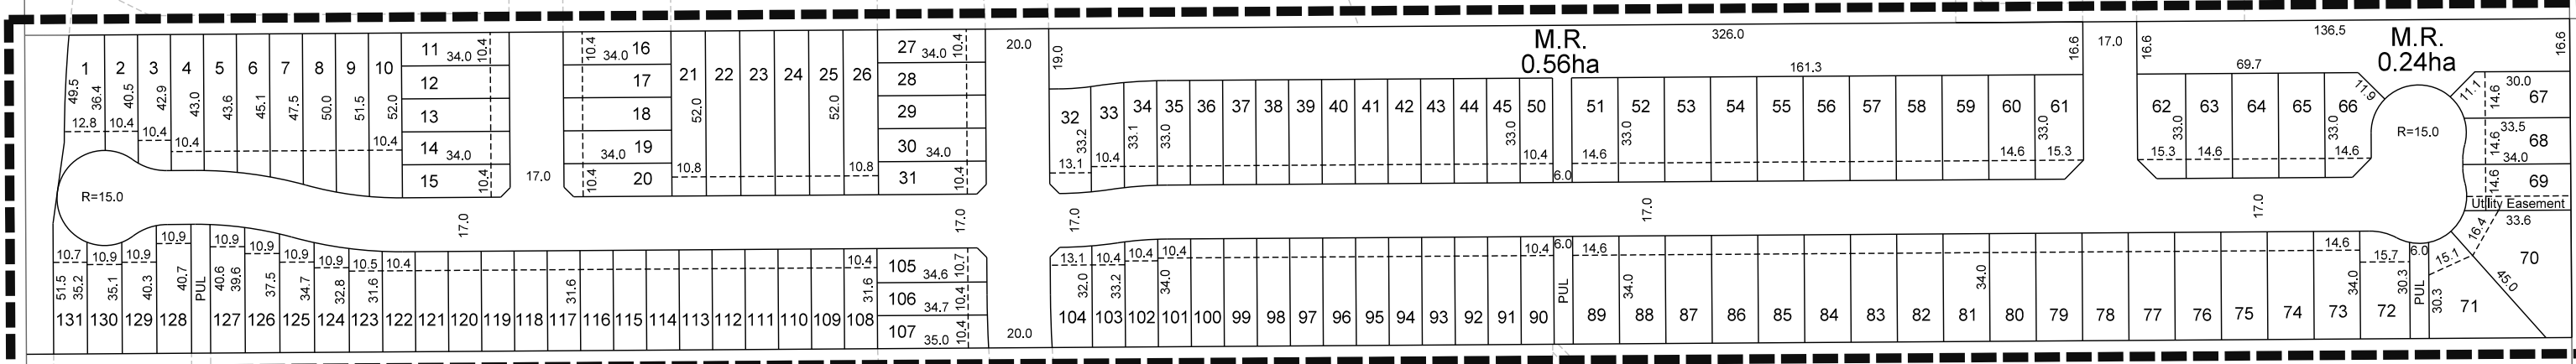 M.R.
0.56ha
326.0
161.3
M.R.
0.24ha
136.5
69.7
11.9
11.1
16.6
17.0
16.6
16.6
20.0
19.0
1 2 3 4 5 6 7 8 9 10
49.5 36.4 40.5 42.9 43.0 43.6 45.1 47.5 50.0 51.5 52.0
12.8 10.4 10.4 10.4 10.4
11 34.0 10.4
12
13
14 34.0
15 10.4
17.0
10.4 16 34.0
17
18
34.0 19
10.4 20
21 22 23 24 25 26
52.0 52.0
10.8 10.8
27 34.0 10.4
28
29
30 34.0
31 10.4
32 33 34 35 36 37 38 39 40 41 42 43 44 45 50
33.2 33.1 33.0 33.0
13.1 10.4 10.4
6.0
51 52 53 54 55 56 57 58 59 60 61
33.0 33.0
14.6 14.6 15.3
62 63 64 65 66
33.0 33.0
15.3 14.6 14.6
R=15.0
30.0
14.6 67
33.5
14.6 68
34.0
14.6 69
Utility Easement
33.6
16.4
70
45.0
15.1
71
30.3
R=15.0
17.0
17.0
17.0
17.0
17.0
10.7 10.9 10.9 10.9 10.9 10.9 10.9 10.9 10.5 10.4 10.4
51.5 35.2 35.1 40.3 40.7 PUL 40.6 39.6 37.5 34.7 32.8 31.6 31.6 31.6
131 130 129 128 127 126 125 124 123 122 121 120 119 118 117 116 115 114 113 112 111 110 109 108
105 34.6 10.7
106 34.7 10.4
107 35.0 10.4
20.0
13.1 10.4 10.4 10.4 10.4 6.0
32.0 33.2 34.0
104 103 102 101 100 99 98 97 96 95 94 93 92 91 90
PUL
14.6 14.6 15.7 6.0
34.0 34.0 34.0 30.3
89 88 87 86 85 84 83 82 81 80 79 78 77 76 75 74 73 72
PUL